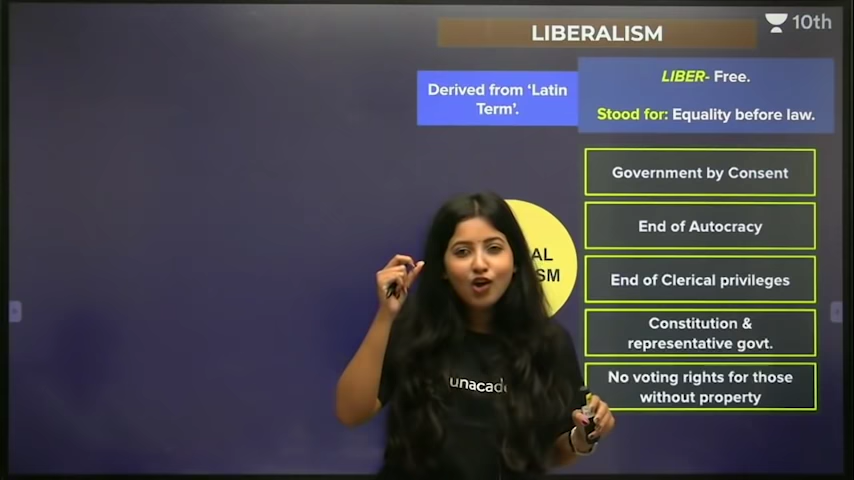 LIBERALISM
10th
Derived from ‘Latin
Term’.
LIBER- Free.
Stood for: Equality before law.
Government by Consent
End of Autocracy
End of Clerical privileges
Constitution &
representative govt.
No voting rights for those
without property